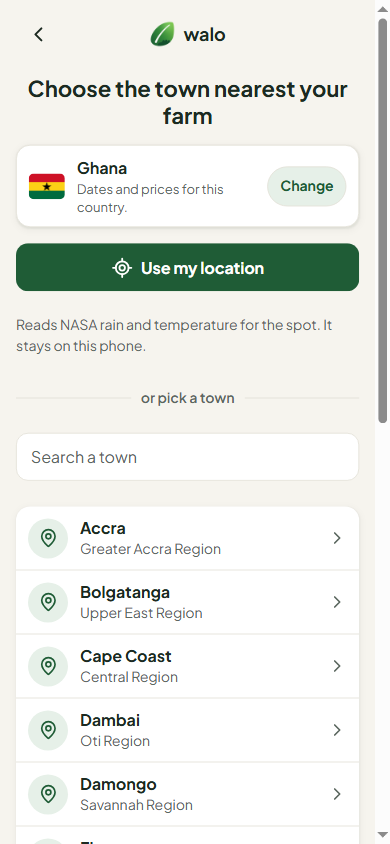 walo
Choose the town nearest your
farm
Ghana
Dates and prices for this
country.
Change
Use my location
Reads NASA rain and temperature for the spot. It
stays on this phone.
or pick a town
Search a town
Accra
Greater Accra Region
Bolgatanga
Upper East Region
Cape Coast
Central Region
Dambai
Oti Region
Damongo
Savannah Region